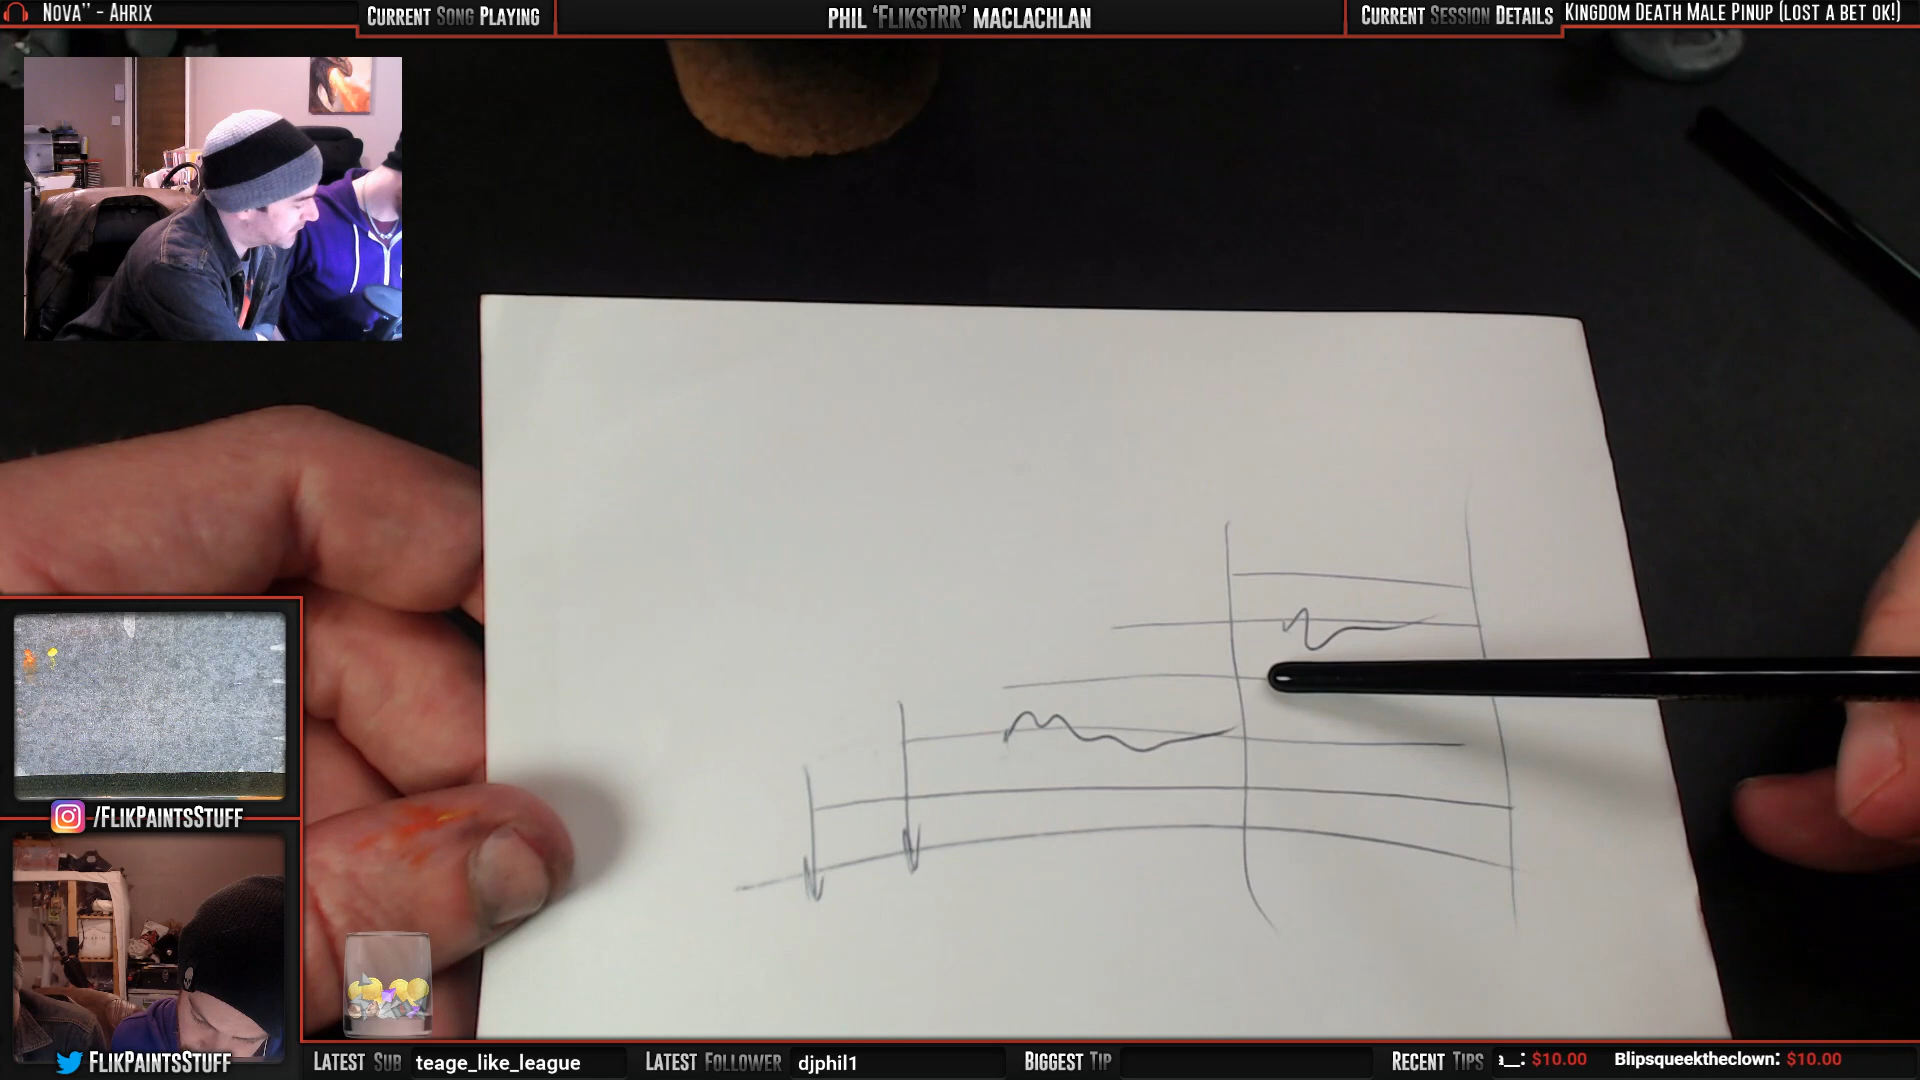 Nova" - Ahrix
Current Song Playing
Phil 'FlikstRR' Maclachlan
Current Session Details
Kingdom Death Male Pinup (lost a bet ok!)
/FlikPaintsStuff
FlikPaintsStuff
Latest Sub
teage_like_league
Latest Follower
djphil1
Biggest Tip
Recent Tips
a__: $10.00
Blipsqueektheclown: $10.00